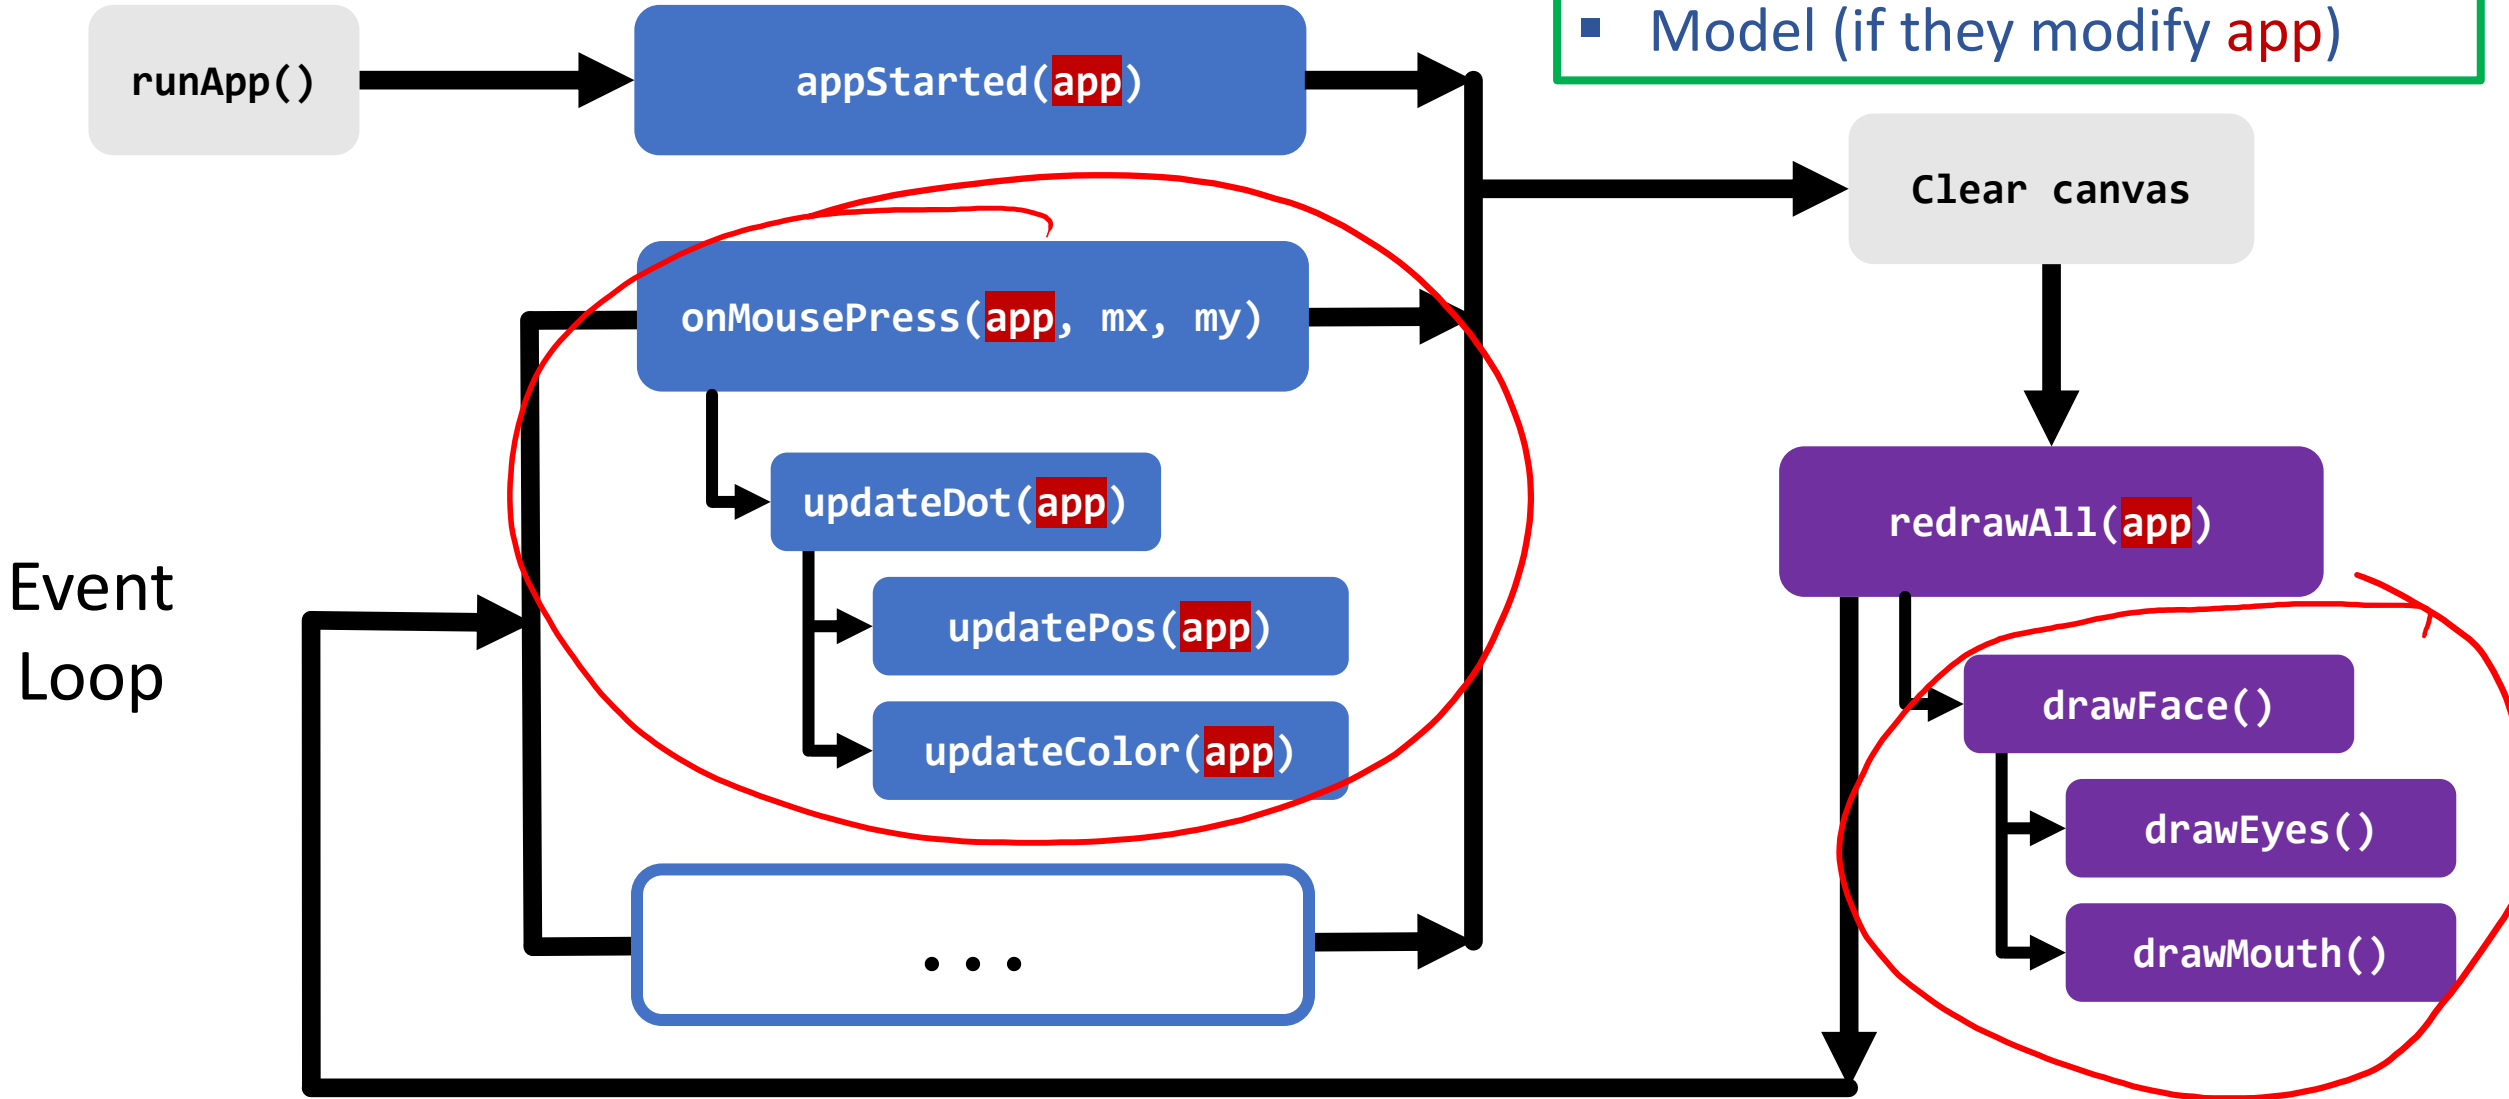 ▪ Model (if they modify app)
runApp()
appStarted(app)
Clear canvas
onMousePress(app, mx, my)
updateDot(app)
updatePos(app)
updateColor(app)
...
redrawAll(app)
drawFace()
drawEyes()
drawMouth()
Event
Loop